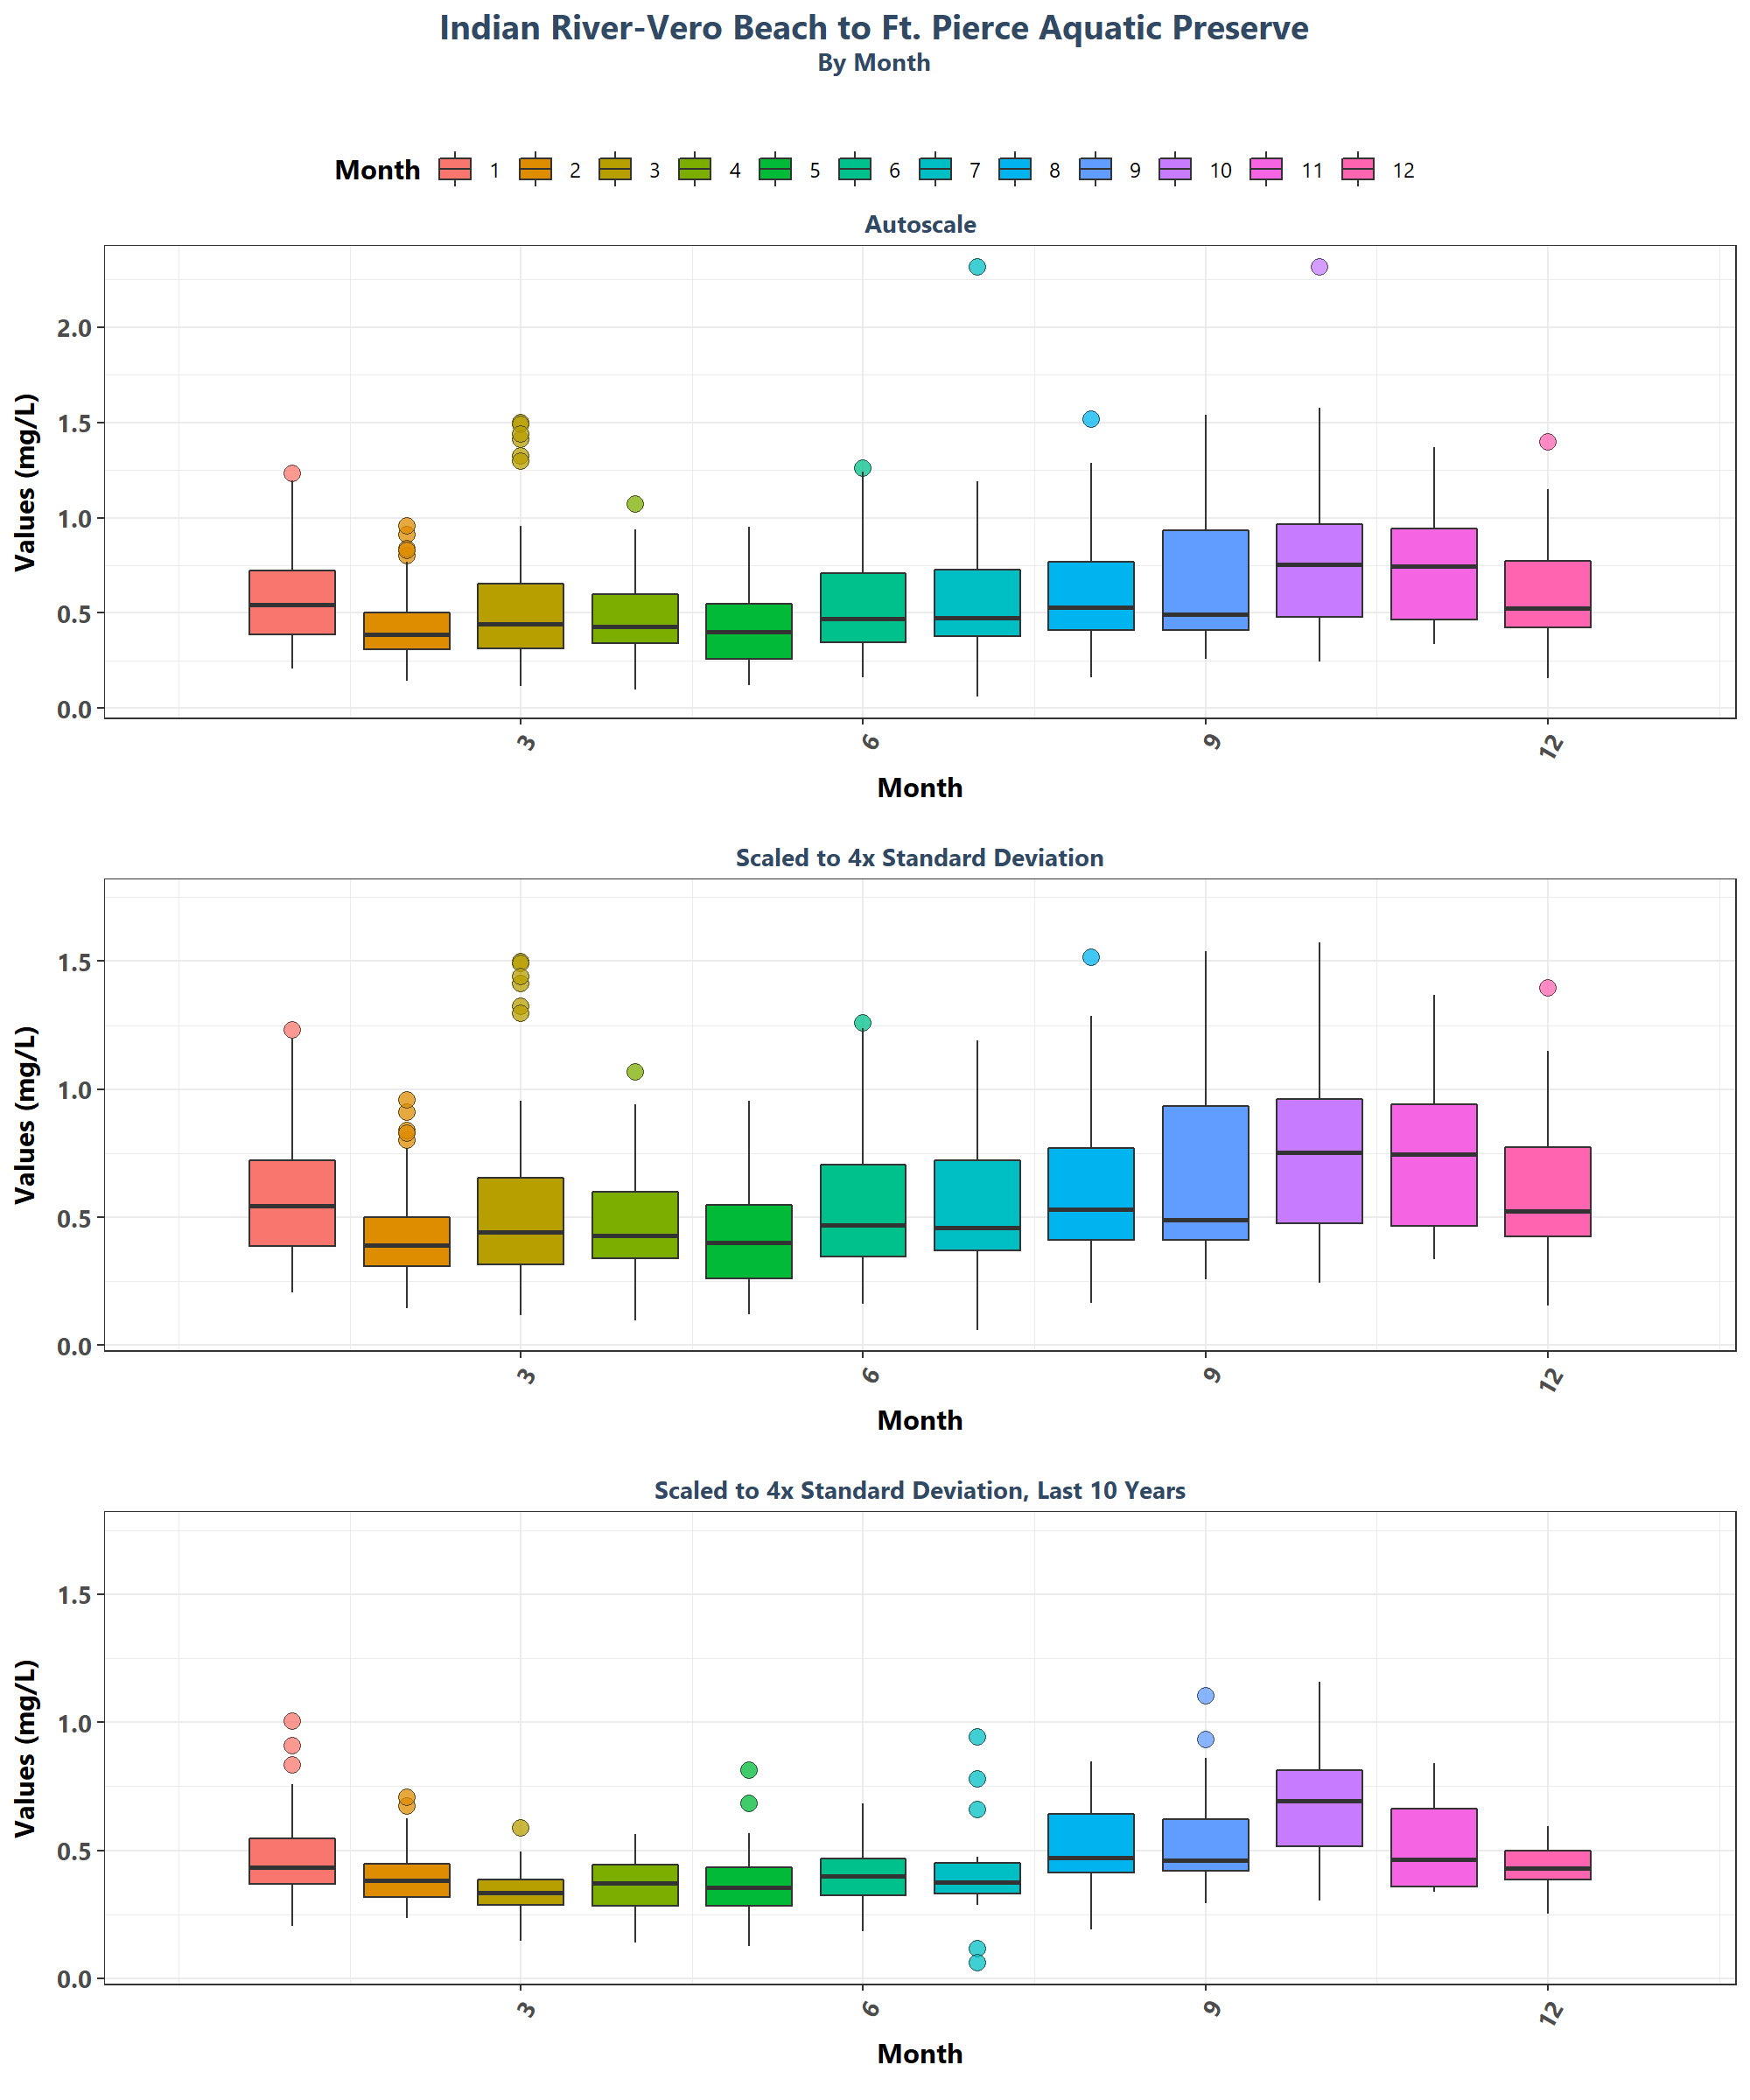 Indian River-Vero Beach to Ft. Pierce Aquatic Preserve
By Month
Month 1 2 3 4 5 6 7 8 9 10 11 12
Autoscale
Values (mg/L)
2.0
1.5
1.0
0.5
0.0
3 6 9 12
Month
Scaled to 4x Standard Deviation
Values (mg/L)
1.5
1.0
0.5
0.0
3 6 9 12
Month
Scaled to 4x Standard Deviation, Last 10 Years
Values (mg/L)
1.5
1.0
0.5
0.0
3 6 9 12
Month